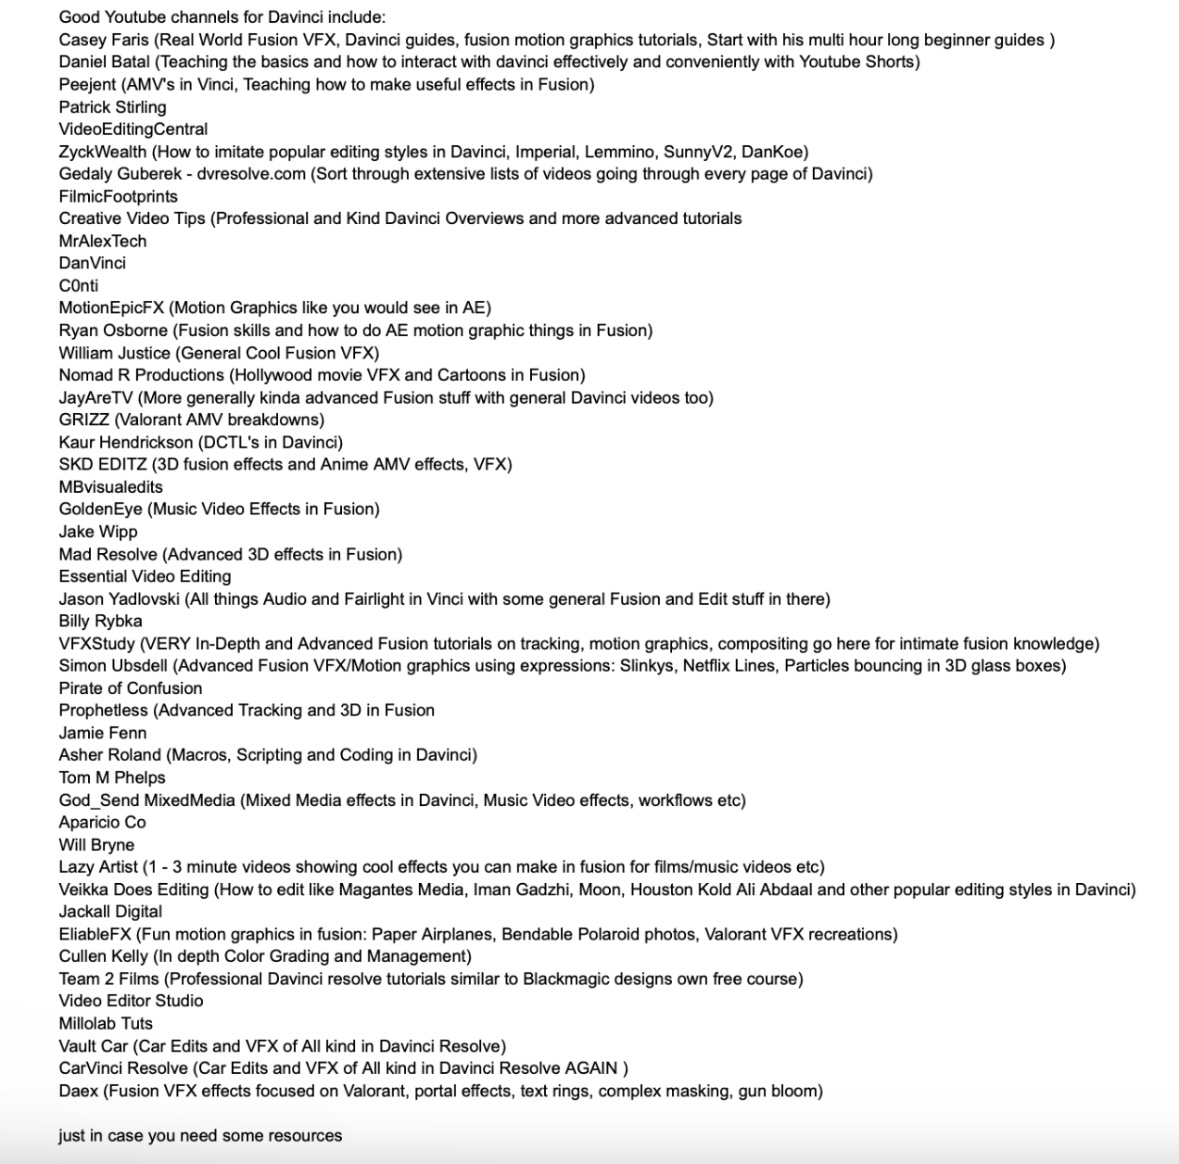 Good Youtube channels for Davinci include:
Casey Faris (Real World Fusion VFX, Davinci guides, fusion motion graphics tutorials, Start with his multi hour long beginner guides )
Daniel Batal (Teaching the basics and how to interact with davinci effectively and conveniently with Youtube Shorts)
Peejent (AMV's in Vinci, Teaching how to make useful effects in Fusion)
Patrick Stirling
VideoEditingCentral
ZyckWealth (How to imitate popular editing styles in Davinci, Imperial, Lemmino, SunnyV2, DanKoe)
Gedaly Guberek - dvresolve.com (Sort through extensive lists of videos going through every page of Davinci)
FilmicFootprints
Creative Video Tips (Professional and Kind Davinci Overviews and more advanced tutorials
MrAlexTech
DanVinci
C0nti
MotionEpicFX (Motion Graphics like you would see in AE)
Ryan Osborne (Fusion skills and how to do AE motion graphic things in Fusion)
William Justice (General Cool Fusion VFX)
Nomad R Productions (Hollywood movie VFX and Cartoons in Fusion)
JayAreTV (More generally kinda advanced Fusion stuff with general Davinci videos too)
GRIZZ (Valorant AMV breakdowns)
Kaur Hendrickson (DCTL's in Davinci)
SKD EDITZ (3D fusion effects and Anime AMV effects, VFX)
MBvisualedits
GoldenEye (Music Video Effects in Fusion)
Jake Wipp
Mad Resolve (Advanced 3D effects in Fusion)
Essential Video Editing
Jason Yadlovski (All things Audio and Fairlight in Vinci with some general Fusion and Edit stuff in there)
Billy Rybka
VFXStudy (VERY In-Depth and Advanced Fusion tutorials on tracking, motion graphics, compositing go here for intimate fusion knowledge)
Simon Ubsdell (Advanced Fusion VFX/Motion graphics using expressions: Slinkys, Netflix Lines, Particles bouncing in 3D glass boxes)
Pirate of Confusion
Prophetless (Advanced Tracking and 3D in Fusion
Jamie Fenn
Asher Roland (Macros, Scripting and Coding in Davinci)
Tom M Phelps
God_Send MixedMedia (Mixed Media effects in Davinci, Music Video effects, workflows etc)
Aparicio Co
Will Bryne
Lazy Artist (1 - 3 minute videos showing cool effects you can make in fusion for films/music videos etc)
Veikka Does Editing (How to edit like Magantes Media, Iman Gadzhi, Moon, Houston Kold Ali Abdaal and other popular editing styles in Davinci)
Jackall Digital
EliableFX (Fun motion graphics in fusion: Paper Airplanes, Bendable Polaroid photos, Valorant VFX recreations)
Cullen Kelly (In depth Color Grading and Management)
Team 2 Films (Professional Davinci resolve tutorials similar to Blackmagic designs own free course)
Video Editor Studio
Millolab Tuts
Vault Car (Car Edits and VFX of All kind in Davinci Resolve)
CarVinci Resolve (Car Edits and VFX of All kind in Davinci Resolve AGAIN )
Daex (Fusion VFX effects focused on Valorant, portal effects, text rings, complex masking, gun bloom)
just in case you need some resources